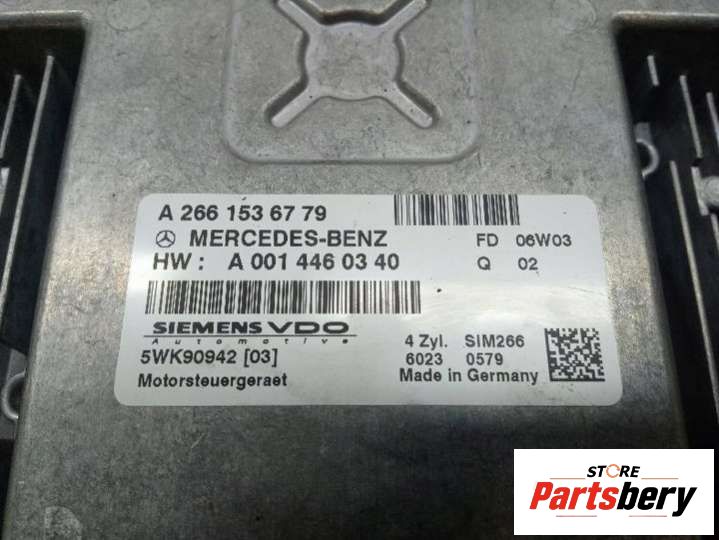 A 266 153 67 79
MERCEDES-BENZ FD 06W03
HW : A 001 446 03 40 Q 02
SIEMENS VDO
Automotive
4 Zyl. SIM266
5WK90942 [03] 6023 0579
Motorsteuergeraet Made in Germany
STORE
Partsbery